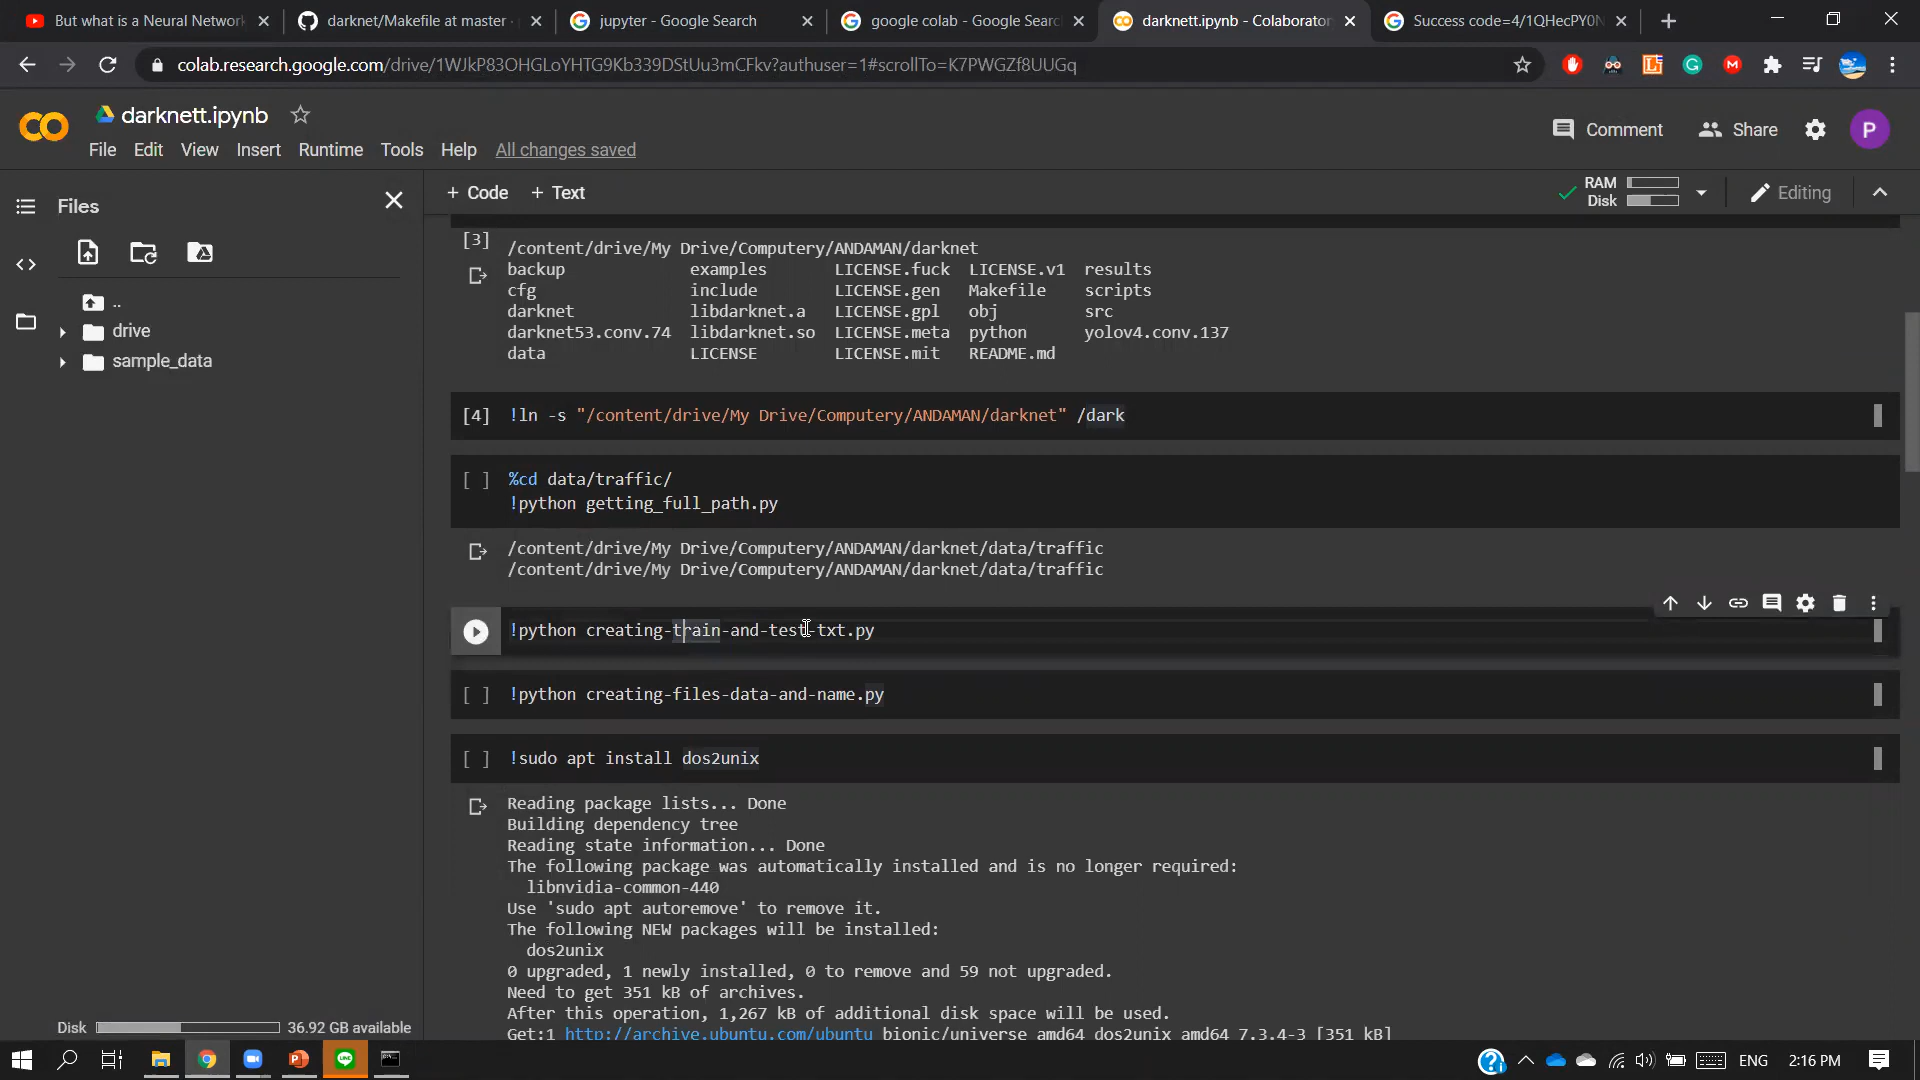 But what is a Neural Network
darknet/Makefile at master ·
jupyter - Google Search
google colab - Google Searc
darknett.ipynb - Colaborator
Success code=4/1QHecPY0N
colab.research.google.com/drive/1WJkP83OHGLoYHTG9Kb339DStUu3mCFkv?authuser=1#scrollTo=K7PWGZf8UUGq
darknett.ipynb
Comment
Share
P
File Edit View Insert Runtime Tools Help All changes saved
Files
+ Code + Text
RAM
Disk
Editing
..
drive
sample_data
[3]
/content/drive/My Drive/Computery/ANDAMAN/darknet
backup examples LICENSE.fuck LICENSE.v1 results
cfg include LICENSE.gen Makefile scripts
darknet libdarknet.a LICENSE.gpl obj src
darknet53.conv.74 libdarknet.so LICENSE.meta python yolov4.conv.137
data LICENSE LICENSE.mit README.md
[4] !ln -s "/content/drive/My Drive/Computery/ANDAMAN/darknet" /dark
[ ] %cd data/traffic/
!python getting_full_path.py
/content/drive/My Drive/Computery/ANDAMAN/darknet/data/traffic
/content/drive/My Drive/Computery/ANDAMAN/darknet/data/traffic
!python creating-train-and-test-txt.py
[ ] !python creating-files-data-and-name.py
[ ] !sudo apt install dos2unix
Reading package lists... Done
Building dependency tree
Reading state information... Done
The following package was automatically installed and is no longer required:
libnvidia-common-440
Use 'sudo apt autoremove' to remove it.
The following NEW packages will be installed:
dos2unix
0 upgraded, 1 newly installed, 0 to remove and 59 not upgraded.
Need to get 351 kB of archives.
After this operation, 1,267 kB of additional disk space will be used.
Get:1 http://archive.ubuntu.com/ubuntu bionic/universe amd64 dos2unix amd64 7.3.4-3 [351 kB]
Disk 36.92 GB available
ENG 2:16 PM